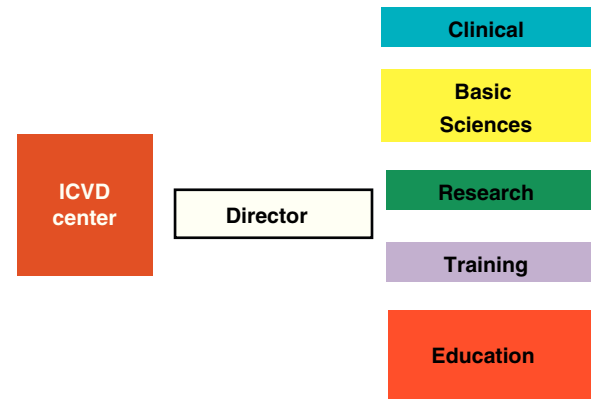 ICVD
center
Director
Clinical
Basic
Sciences
Research
Training
Education